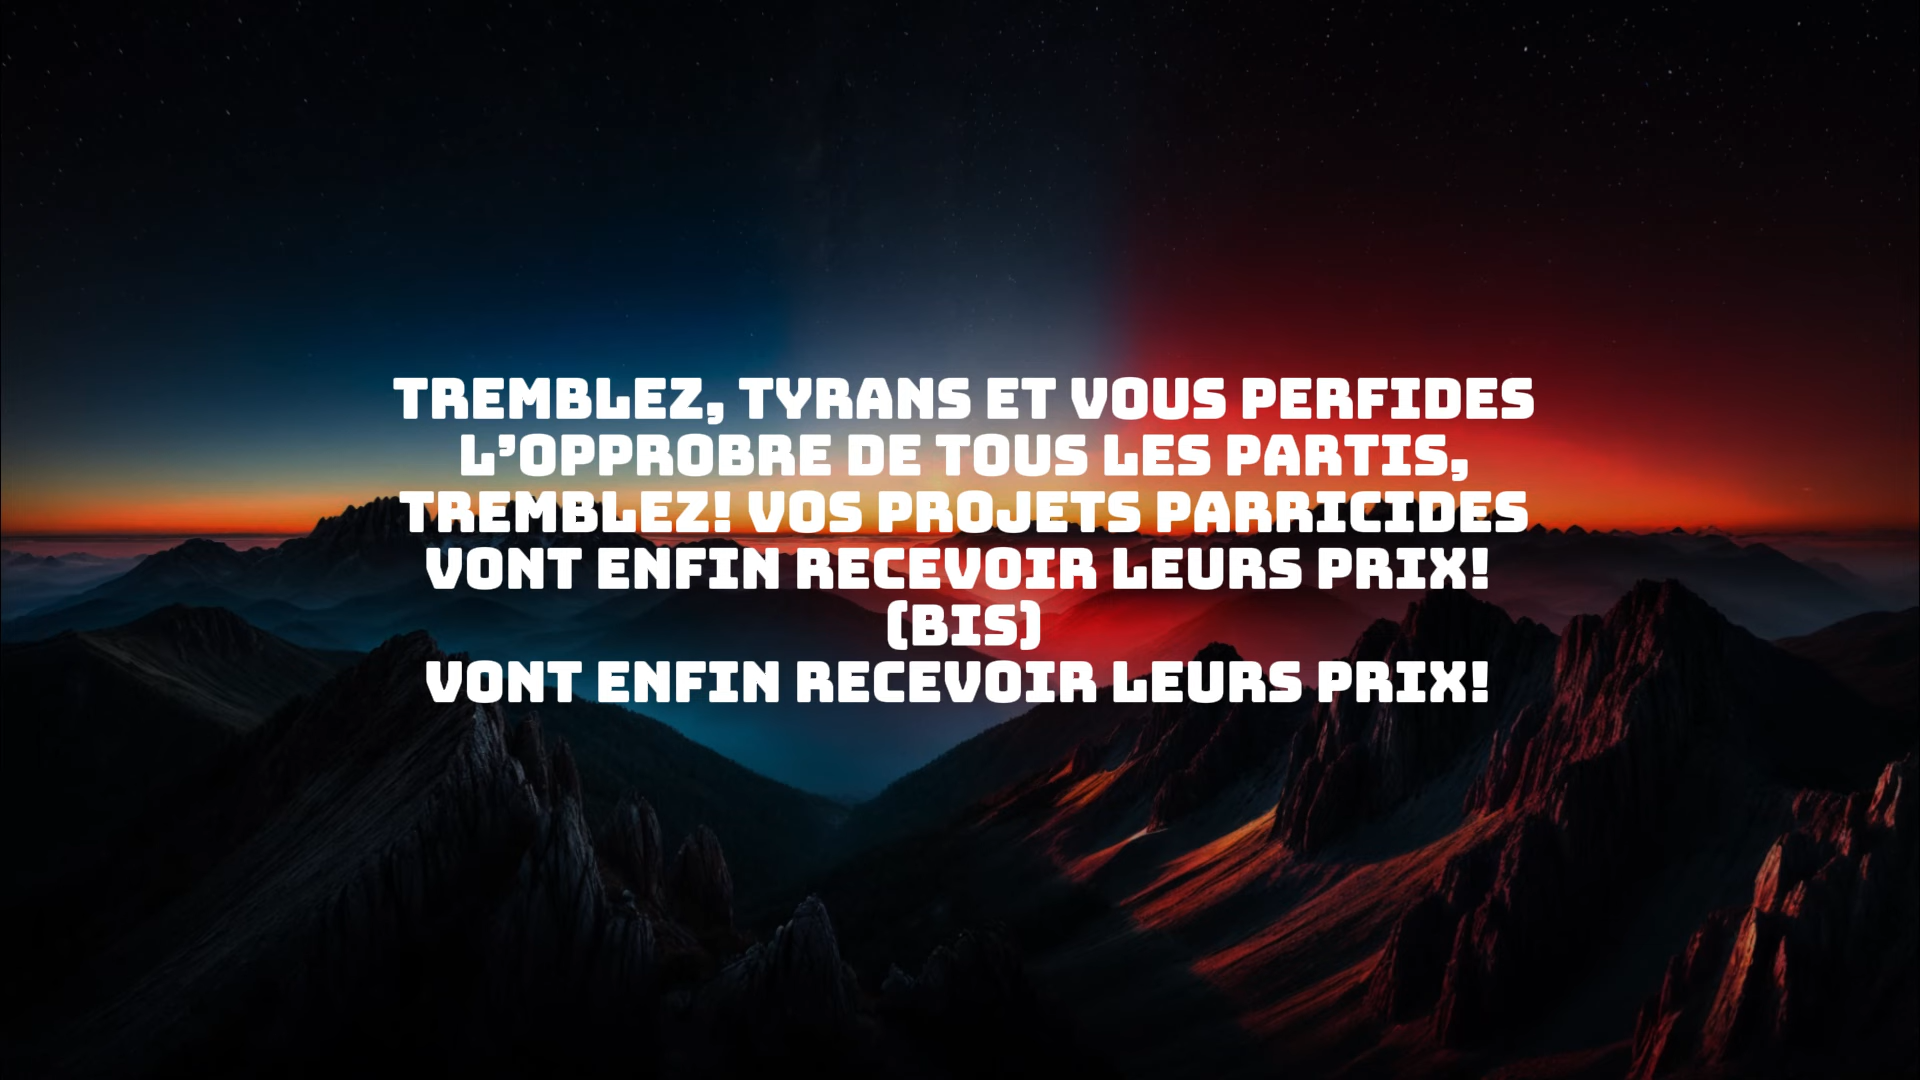 TREMBLEZ, TYRANS ET VOUS PERFIDES
L’OPPROBRE DE TOUS LES PARTIS,
TREMBLEZ! VOS PROJETS PARRICIDES
VONT ENFIN RECEVOIR LEURS PRIX!
(BIS)
VONT ENFIN RECEVOIR LEURS PRIX!